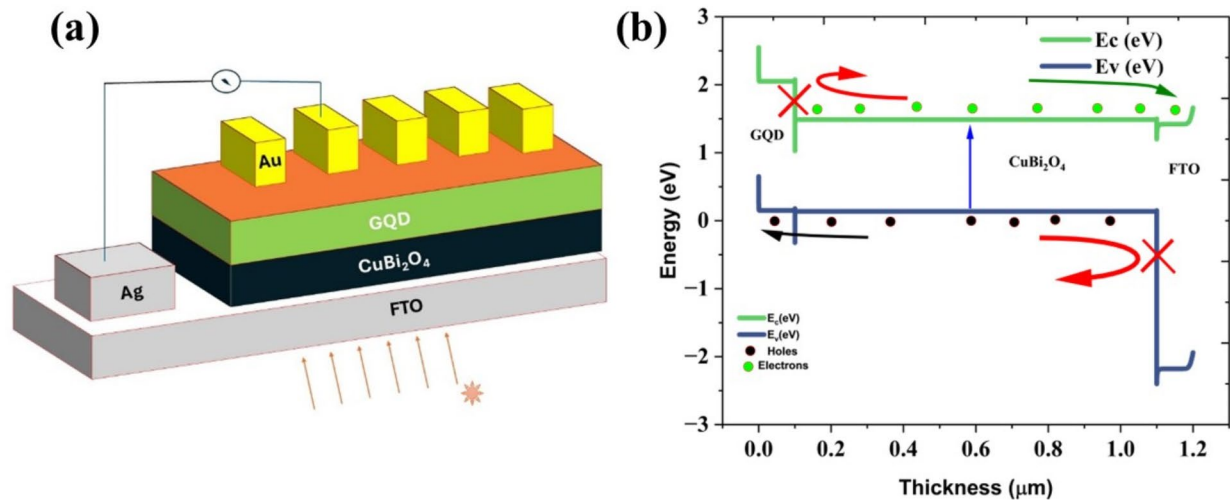 (a)
Au
GQD
CuBi₂O₄
Ag
FTO
(b)
Ec (eV)
Ev (eV)
GQD
CuBi₂O₄
FTO
E꜀(eV)
Eᵥ(eV)
Holes
Electrons
3
2
1
0
−1
−2
−3
Energy (eV)
0.0 0.2 0.4 0.6 0.8 1.0 1.2
Thickness (μm)